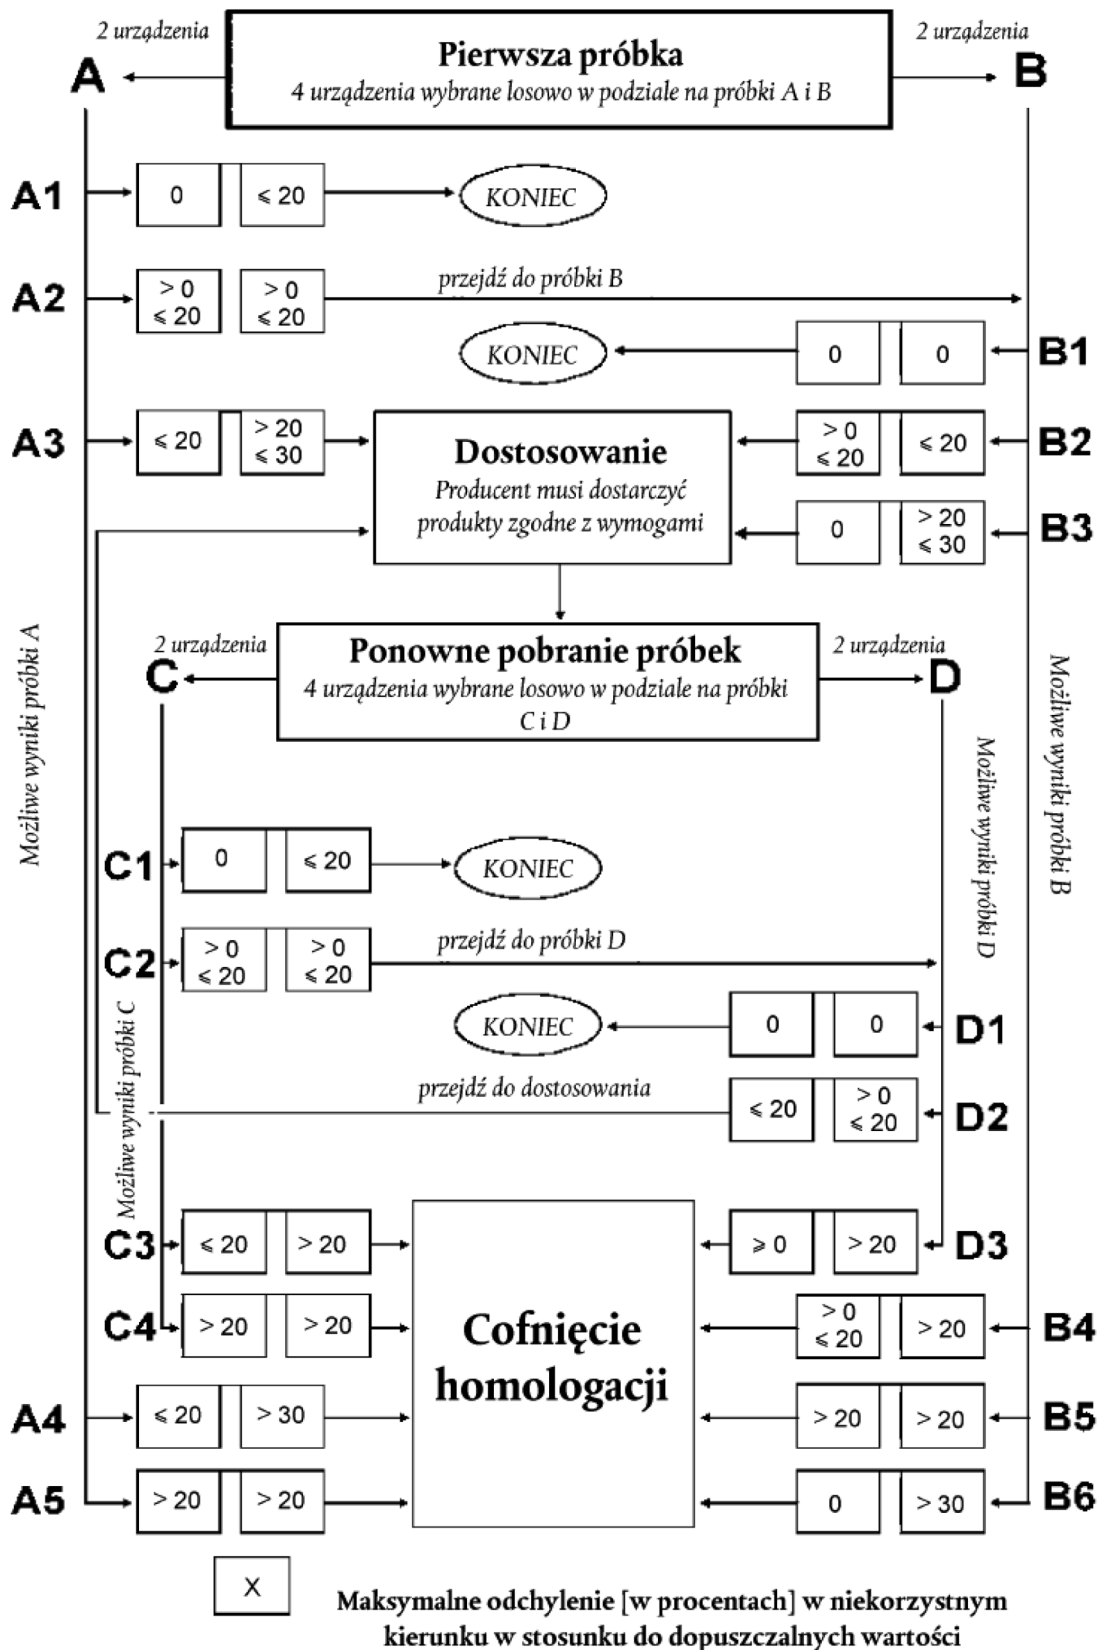 2 urządzenia
Pierwsza próbka
2 urządzenia
A
4 urządzenia wybrane losowo w podziale na próbki A i B
B
A1
0
⩽ 20
KONIEC
A2
> 0
⩽ 20
> 0
⩽ 20
przejdź do próbki B
KONIEC
0
0
B1
A3
⩽ 20
> 20
⩽ 30
Dostosowanie
Producent musi dostarczyć
produkty zgodne z wymogami
> 0
⩽ 20
⩽ 20
B2
0
> 20
⩽ 30
B3
Możliwe wyniki próbki A
2 urządzenia
Ponowne pobranie próbek
2 urządzenia
C
4 urządzenia wybrane losowo w podziale na próbki
C i D
D
Możliwe wyniki próbki D
Możliwe wyniki próbki B
C1
0
⩽ 20
KONIEC
C2
> 0
⩽ 20
> 0
⩽ 20
przejdź do próbki D
Możliwe wyniki próbki C
KONIEC
0
0
D1
przejdź do dostosowania
⩽ 20
> 0
⩽ 20
D2
C3
⩽ 20
> 20
Cofnięcie
homologacji
⩾ 0
> 20
D3
C4
> 20
> 20
> 0
⩽ 20
> 20
B4
A4
⩽ 20
> 30
> 20
> 20
B5
A5
> 20
> 20
0
> 30
B6
X
Maksymalne odchylenie [w procentach] w niekorzystnym
kierunku w stosunku do dopuszczalnych wartości